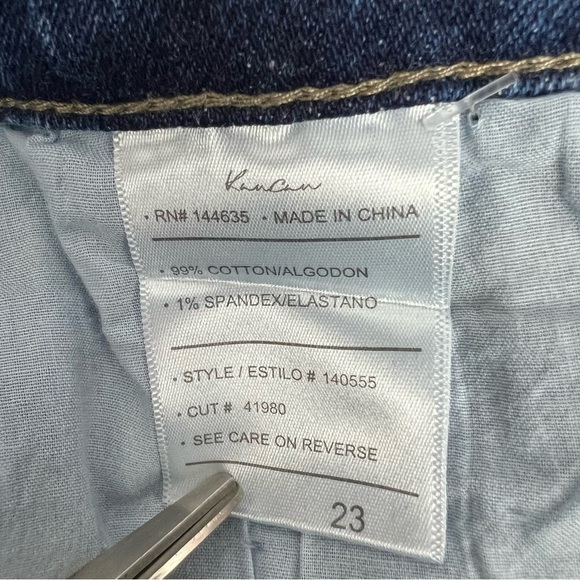 KanCan
· RN# 144635 · MADE IN CHINA
· 99% COTTON/ALGODON
· 1% SPANDEX/ELASTANO
· STYLE / ESTILO # 140555
· CUT # 41980
· SEE CARE ON REVERSE
23